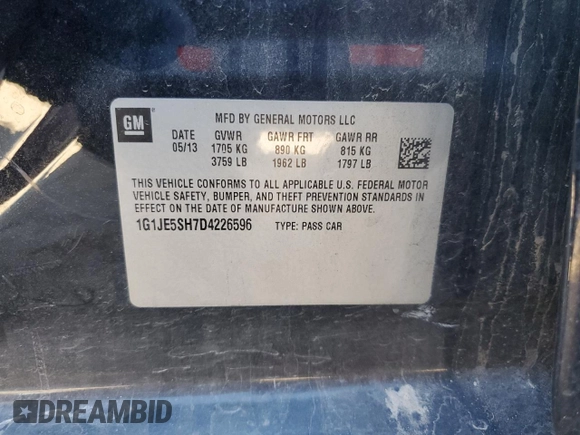 GM
MFD BY GENERAL MOTORS LLC
DATE GVWR GAWR FRT GAWR RR
05/13 1705 KG 890 KG 815 KG
3759 LB 1962 LB 1797 LB
THIS VEHICLE CONFORMS TO ALL APPLICABLE U.S. FEDERAL MOTOR
VEHICLE SAFETY, BUMPER, AND THEFT PREVENTION STANDARDS IN
EFFECT ON THE DATE OF MANUFACTURE SHOWN ABOVE.
1G1JE5SH7D4226596 TYPE: PASS CAR
DREAMBID